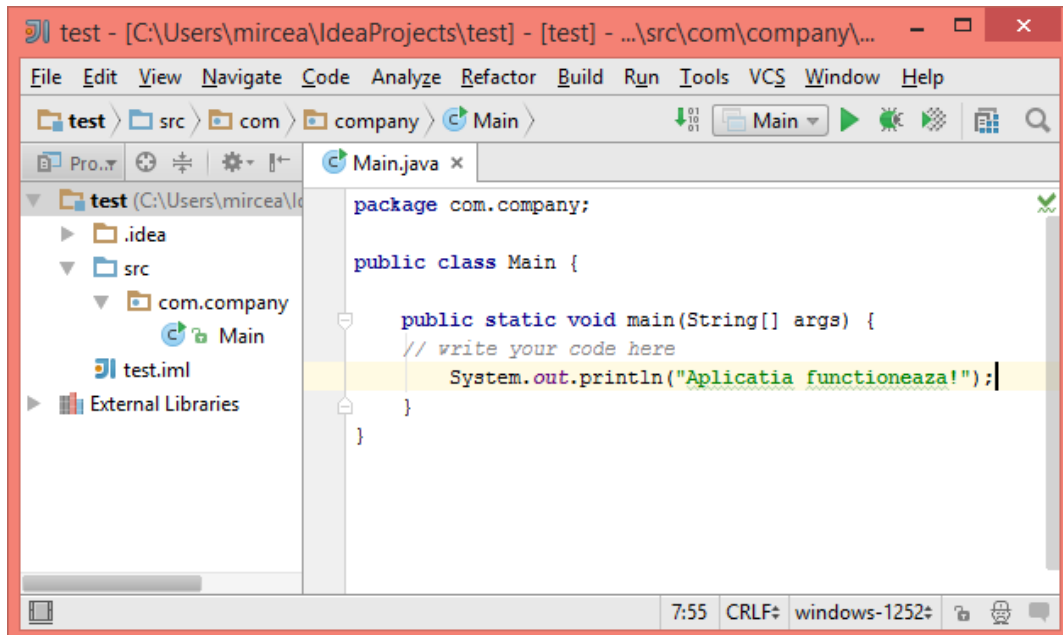 test - [C:\Users\mircea\IdeaProjects\test] - [test] - ...\src\com\company\...
File Edit View Navigate Code Analyze Refactor Build Run Tools VCS Window Help
test src com company Main Main
Pro.. Main.java
test (C:\Users\mircea\Id
.idea
src
com.company
Main
test.iml
External Libraries
package com.company;
public class Main {
public static void main(String[] args) {
// write your code here
System.out.println("Aplicatia functioneaza!");
}
}
7:55 CRLF windows-1252